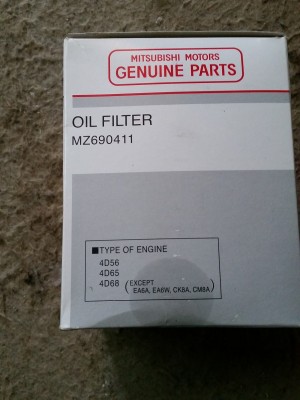 MITSUBISHI MOTORS
GENUINE PARTS
OIL FILTER
MZ690411
■TYPE OF ENGINE
4D56
4D65
4D68 (EXCEPT
EA6A, EA6W, CK8A, CM8A)